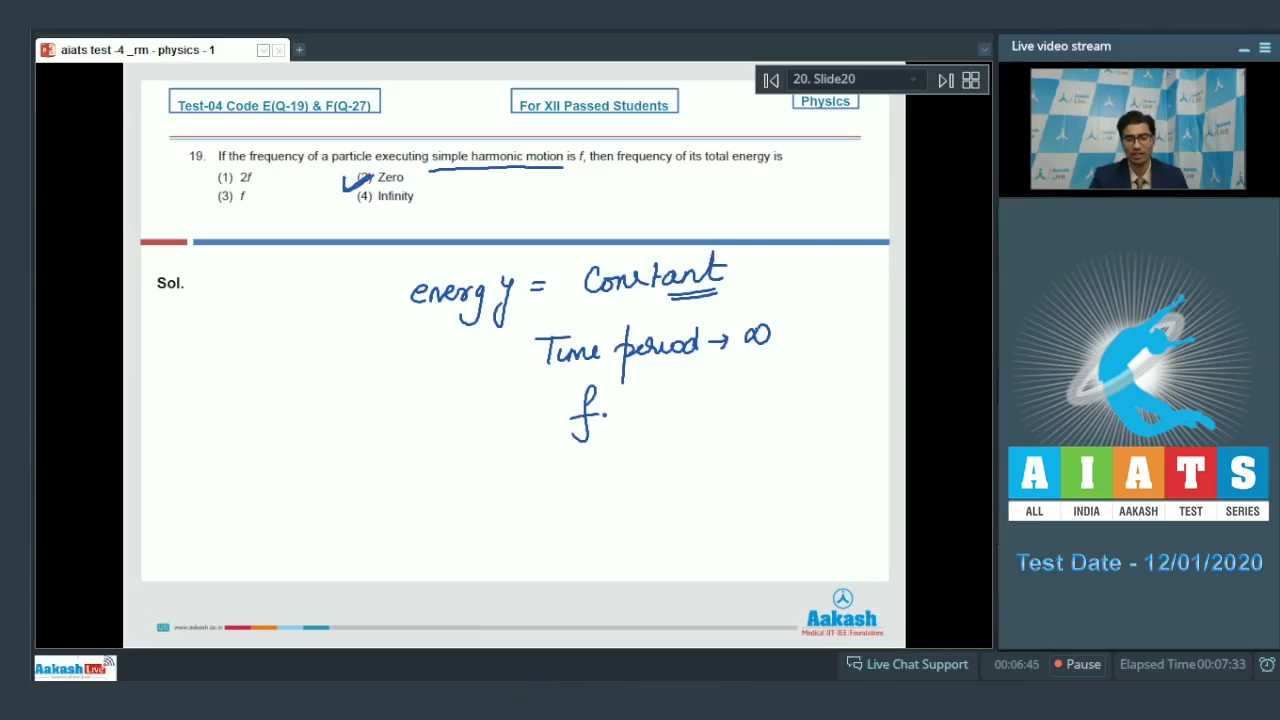 aiats test -4 _rm - physics - 1
Live video stream
20. Slide20
Test-04 Code E(Q-19) & F(Q-27)
For XII Passed Students
Physics
19. If the frequency of a particle executing simple harmonic motion is f, then frequency of its total energy is
(1) 2f
(2) Zero
(3) f
(4) Infinity
Sol.
energy = Constant
Time period → ∞
f
AIATS
ALL INDIA AAKASH TEST SERIES
Test Date - 12/01/2020
www.aakash.ac.in
Aakash
Medical IIT-JEE Foundations
Aakash Live
Live Chat Support
00:06:45
Pause
Elapsed Time 00:07:33